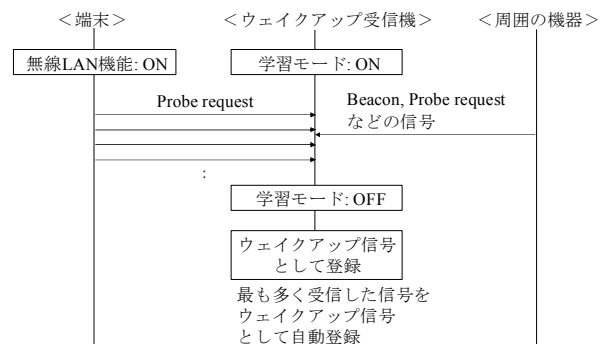 ＜端末＞
＜ウェイクアップ受信機＞
＜周囲の機器＞
無線LAN機能: ON
学習モード: ON
Probe request
Beacon, Probe request
などの信号
:
学習モード: OFF
ウェイクアップ信号
として登録
最も多く受信した信号を
ウェイクアップ信号
として自動登録